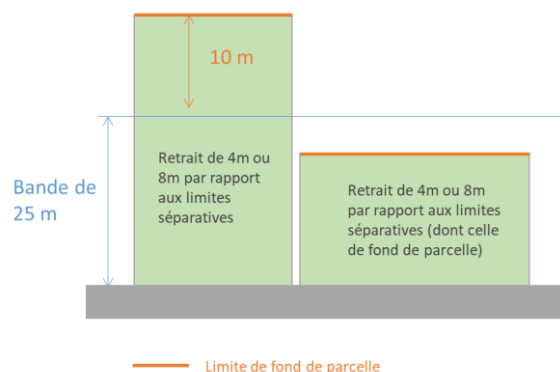 10 m
Bande de
25 m
Retrait de 4m ou
8m par rapport
aux limites
séparatives
Retrait de 4m ou 8m
par rapport aux limites
séparatives (dont celle
de fond de parcelle)
Limite de fond de parcelle